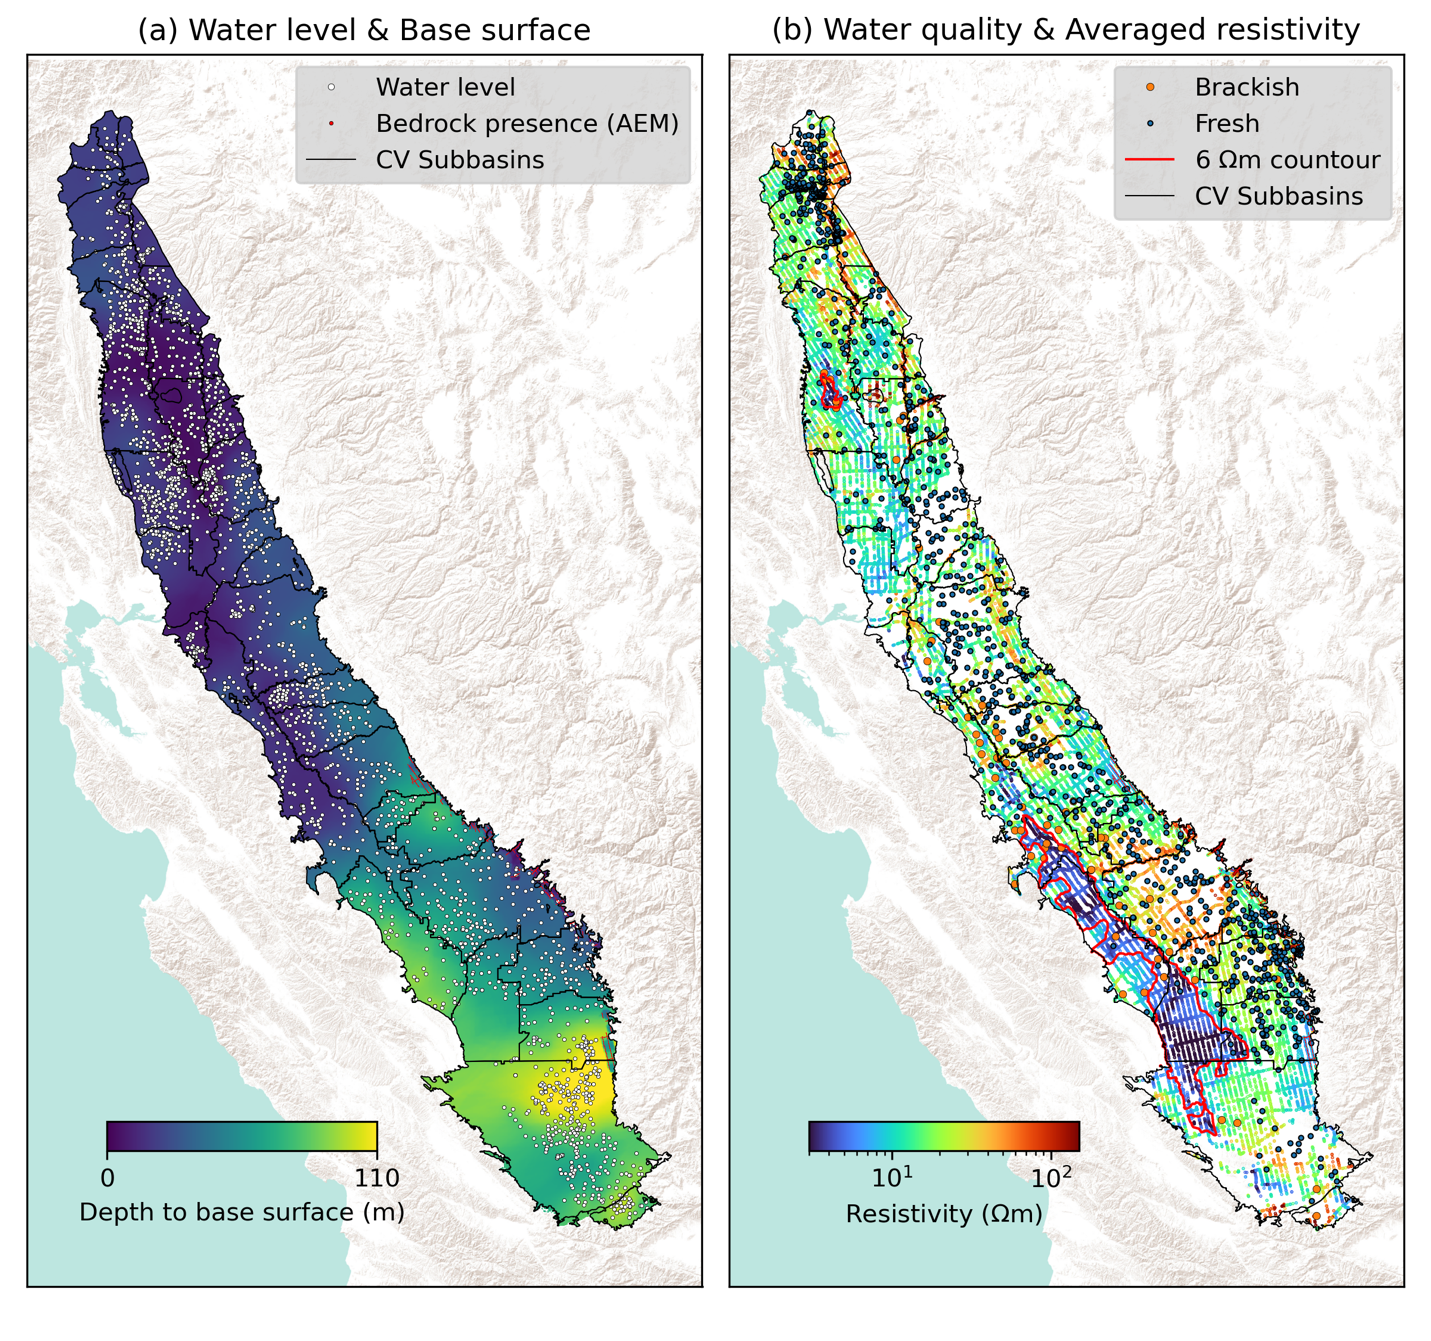 (a) Water level & Base surface
Water level
Bedrock presence (AEM)
CV Subbasins
0
110
Depth to base surface (m)
(b) Water quality & Averaged resistivity
Brackish
Fresh
6 Ωm countour
CV Subbasins
10¹
10²
Resistivity (Ωm)